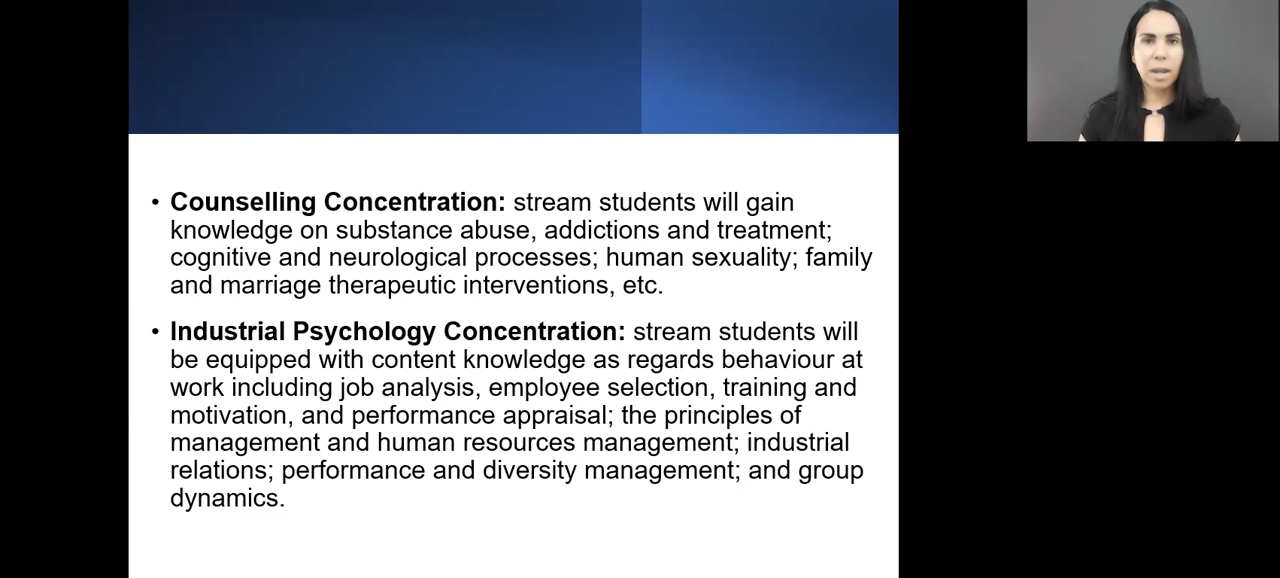 • Counselling Concentration: stream students will gain
knowledge on substance abuse, addictions and treatment;
cognitive and neurological processes; human sexuality; family
and marriage therapeutic interventions, etc.
• Industrial Psychology Concentration: stream students will
be equipped with content knowledge as regards behaviour at
work including job analysis, employee selection, training and
motivation, and performance appraisal; the principles of
management and human resources management; industrial
relations; performance and diversity management; and group
dynamics.